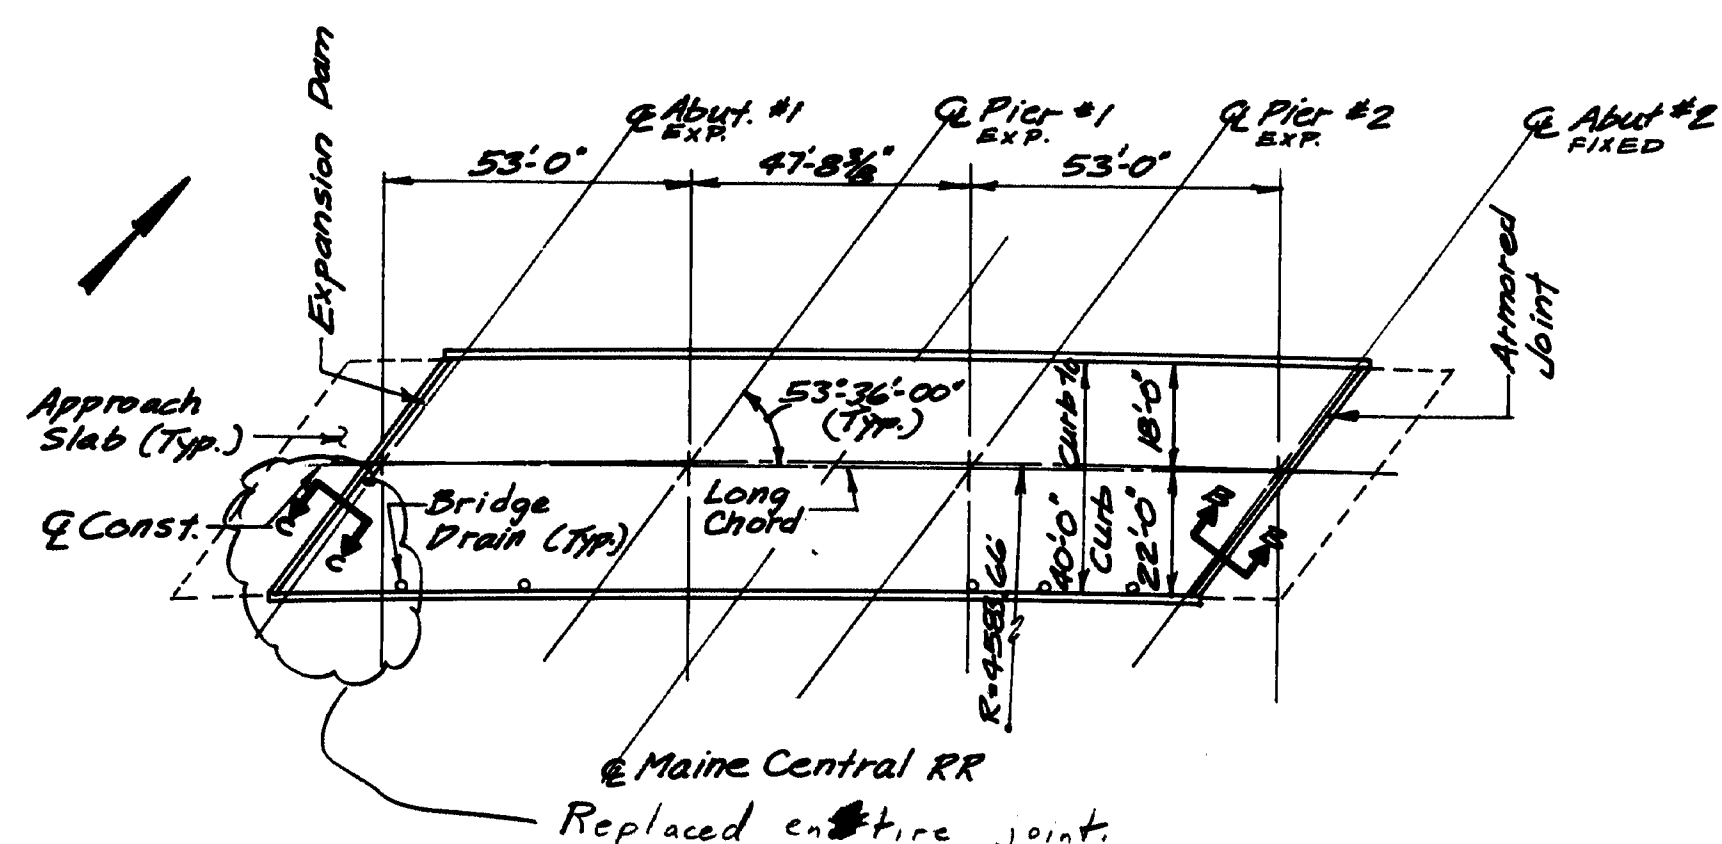 Expansion Dam
℄ Abut. #1
EXP.
℄ Pier #1
EXP.
℄ Pier #2
EXP.
℄ Abut #2
FIXED
53'-0"
47'-8⅜"
53'-0"
Armored
Joint
Approach
Slab (Typ.)
53°-36'-00"
(Typ.)
Curb to
Curb
40'-0"
18'-0"
22'-0"
℄ Const.
Bridge
Drain (Typ.)
Long
Chord
B
B
R=4583.66'
℄ Maine Central RR
Replaced entire joint.